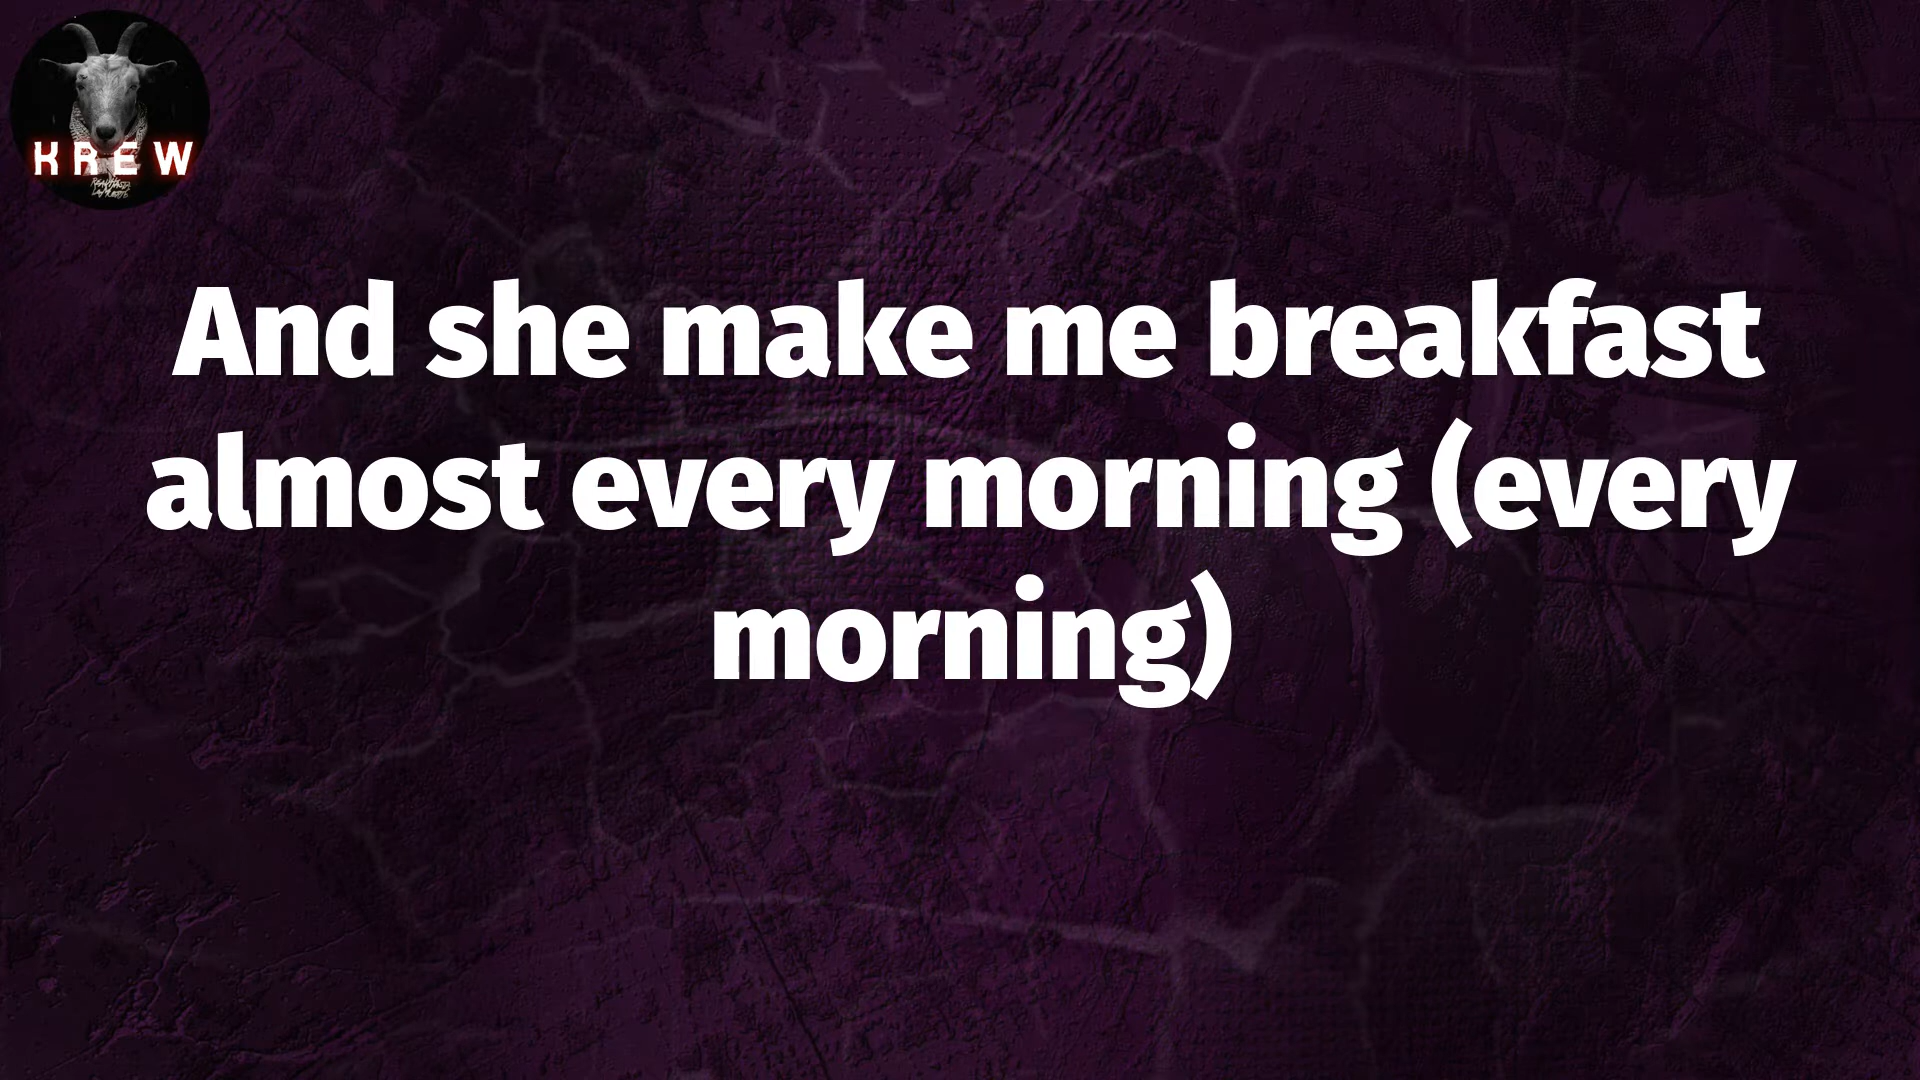 KREW
And she make me breakfast
almost every morning (every
morning)